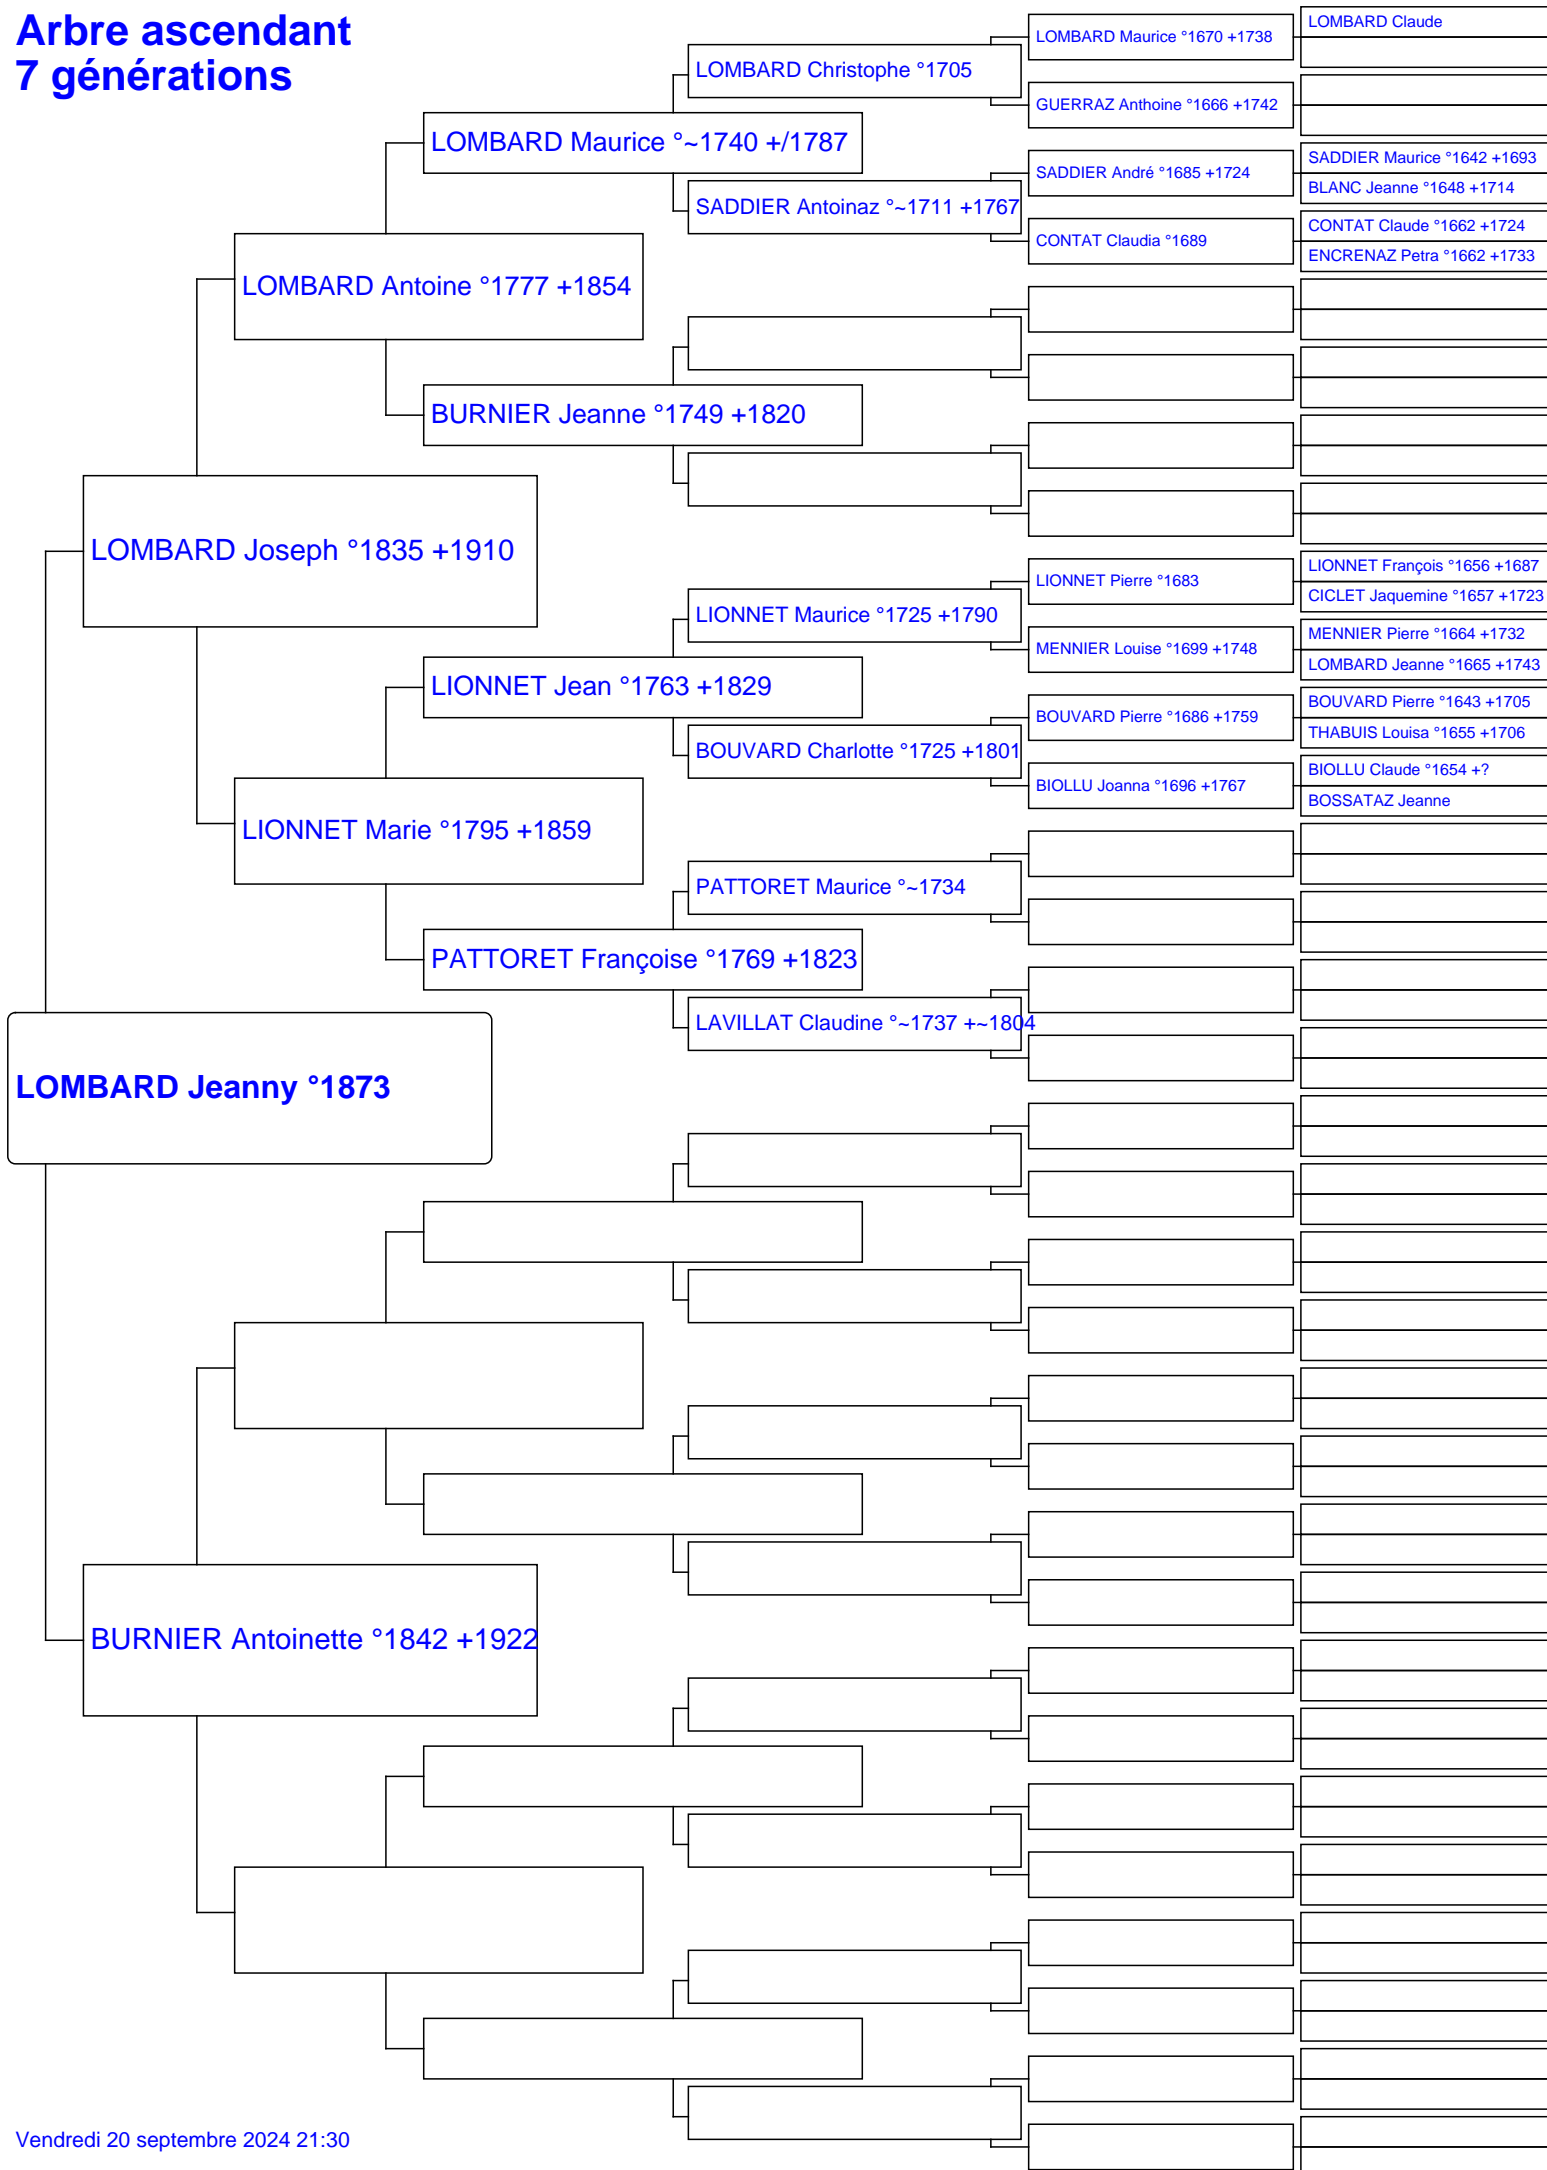 Arbre ascendant
7 générations
LOMBARD Claude
LOMBARD Maurice °1670 +1738
LOMBARD Christophe °1705
GUERRAZ Anthoine °1666 +1742
LOMBARD Maurice °~1740 +/1787
SADDIER Maurice °1642 +1693
SADDIER André °1685 +1724
BLANC Jeanne °1648 +1714
SADDIER Antoinaz °~1711 +1767
CONTAT Claude °1662 +1724
CONTAT Claudia °1689
ENCRENAZ Petra °1662 +1733
LOMBARD Antoine °1777 +1854
BURNIER Jeanne °1749 +1820
LOMBARD Joseph °1835 +1910
LIONNET François °1656 +1687
LIONNET Pierre °1683
CICLET Jaquemine °1657 +1723
LIONNET Maurice °1725 +1790
MENNIER Pierre °1664 +1732
MENNIER Louise °1699 +1748
LOMBARD Jeanne °1665 +1743
LIONNET Jean °1763 +1829
BOUVARD Pierre °1643 +1705
BOUVARD Pierre °1686 +1759
THABUIS Louisa °1655 +1706
BOUVARD Charlotte °1725 +1801
BIOLLU Claude °1654 +?
BIOLLU Joanna °1696 +1767
BOSSATAZ Jeanne
LIONNET Marie °1795 +1859
PATTORET Maurice °~1734
PATTORET Françoise °1769 +1823
LAVILLAT Claudine °~1737 +~1804
LOMBARD Jeanny °1873
BURNIER Antoinette °1842 +1922
Vendredi 20 septembre 2024 21:30